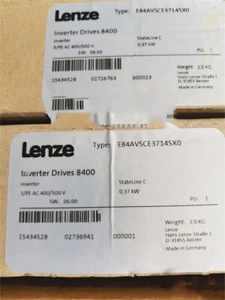 Lenze
Type: E84AVSCE3714SX0
Inverter Drives 8400
Inverter
3/PE AC 400/500 V
SW: 06.00
StateLine C
0,37 kW
Weight: 2,0 KG
Lenze
Hans-Lenze-Straße 1
D-31855 Aerzen
Made in Germany
15434528 02726763 000023
Lenze
Type: E84AVSCE3714SX0
Inverter Drives 8400
Inverter
3/PE AC 400/500 V
SW: 06.00
StateLine C
0,37 kW
Weight: 2,0 KG
Lenze
Hans-Lenze-Straße 1
D-31855 Aerzen
Made in Germany
15434528 02736941 000001